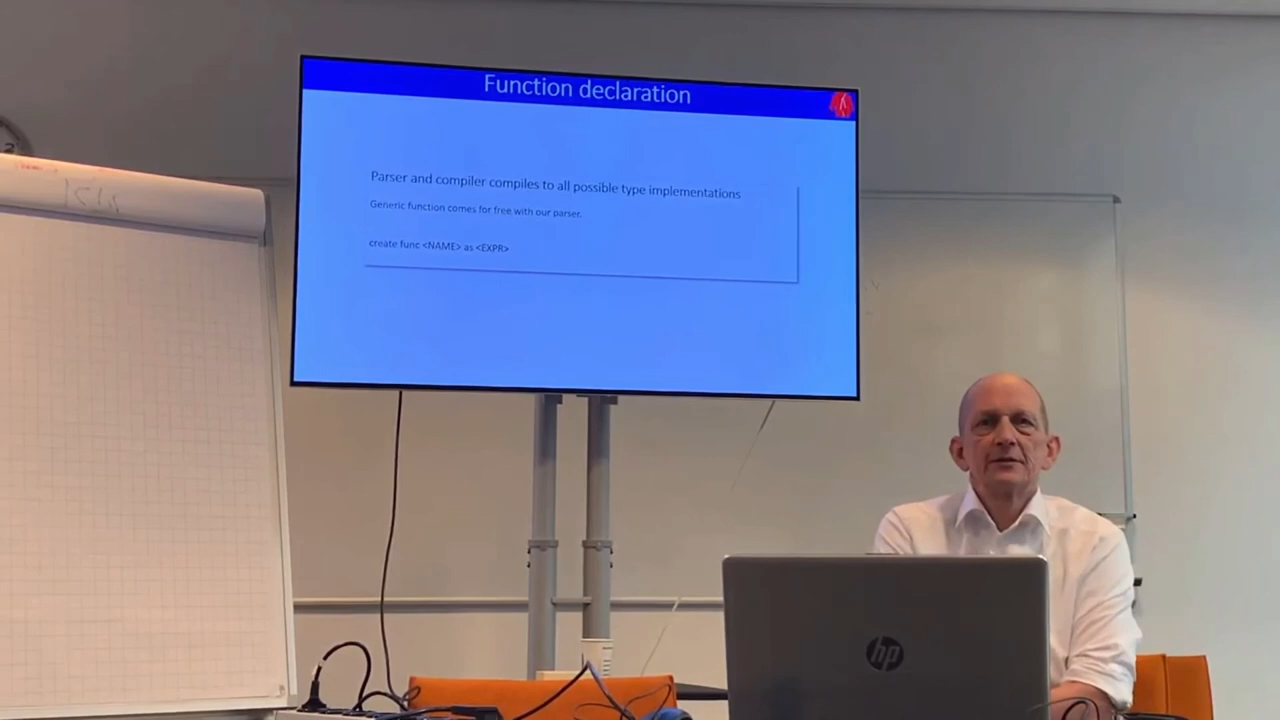 Function declaration
Parser and compiler compiles to all possible type implementations
Generic function comes for free with our parser.
create func <NAME> as <EXPR>
hp